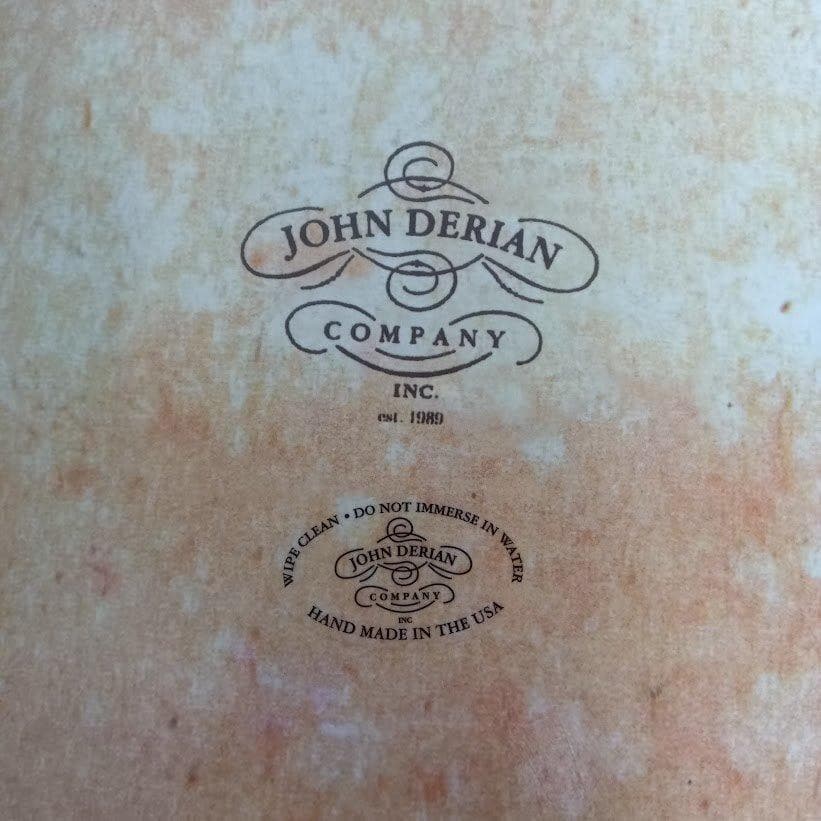 JOHN DERIAN
COMPANY
INC.
est. 1989
WIPE CLEAN • DO NOT IMMERSE IN WATER
JOHN DERIAN
COMPANY
INC
HAND MADE IN THE USA